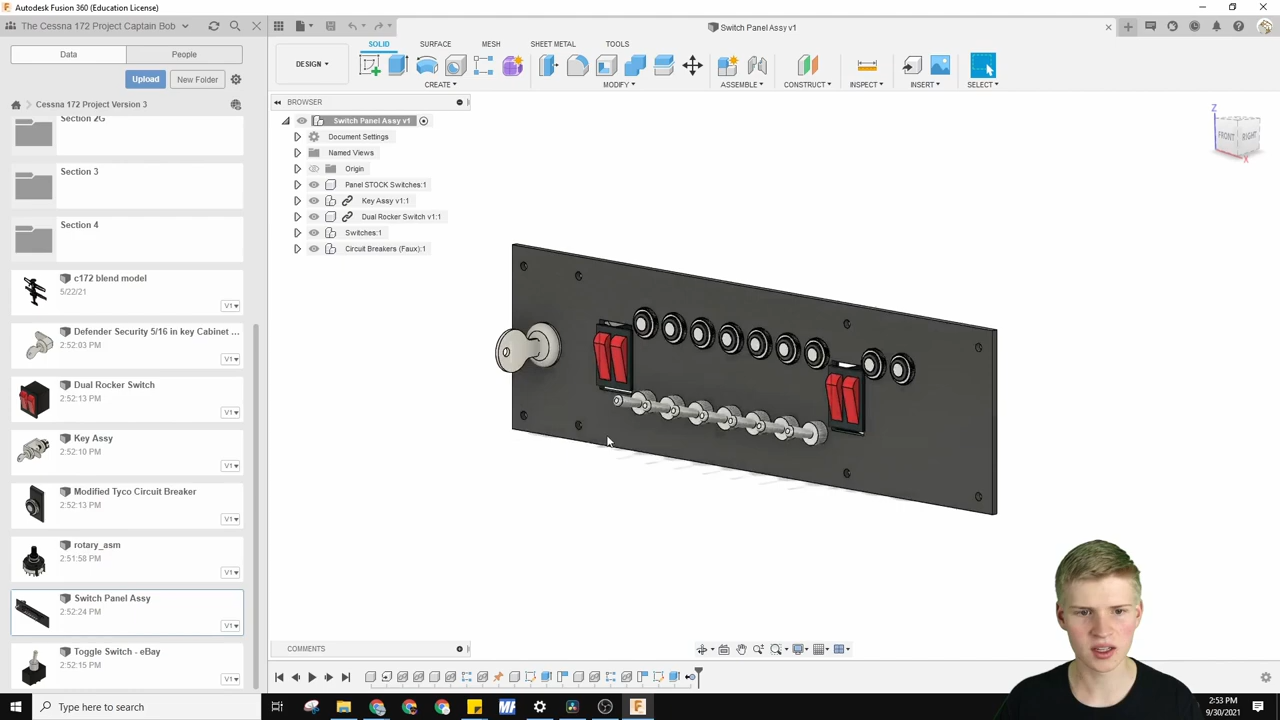 Autodesk Fusion 360 (Education License)
The Cessna 172 Project Captain Bob
Switch Panel Assy v1
Data
People
Upload
New Folder
Cessna 172 Project Version 3
Section 2G
Section 3
Section 4
c172 blend model
5/22/21
V1
Defender Security 5/16 in key Cabinet ...
2:52:03 PM
V1
Dual Rocker Switch
2:52:13 PM
V1
Key Assy
2:52:10 PM
V1
Modified Tyco Circuit Breaker
2:52:13 PM
V1
rotary_asm
2:51:58 PM
V1
Switch Panel Assy
2:52:24 PM
V1
Toggle Switch - eBay
2:52:15 PM
V1
DESIGN
SOLID
SURFACE
MESH
SHEET METAL
TOOLS
CREATE
MODIFY
ASSEMBLE
CONSTRUCT
INSPECT
INSERT
SELECT
BROWSER
Switch Panel Assy v1
Document Settings
Named Views
Origin
Panel STOCK Switches:1
Key Assy v1:1
Dual Rocker Switch v1:1
Switches:1
Circuit Breakers (Faux):1
Z
FRONT
RIGHT
X
COMMENTS
Type here to search
2:53 PM
9/30/2021